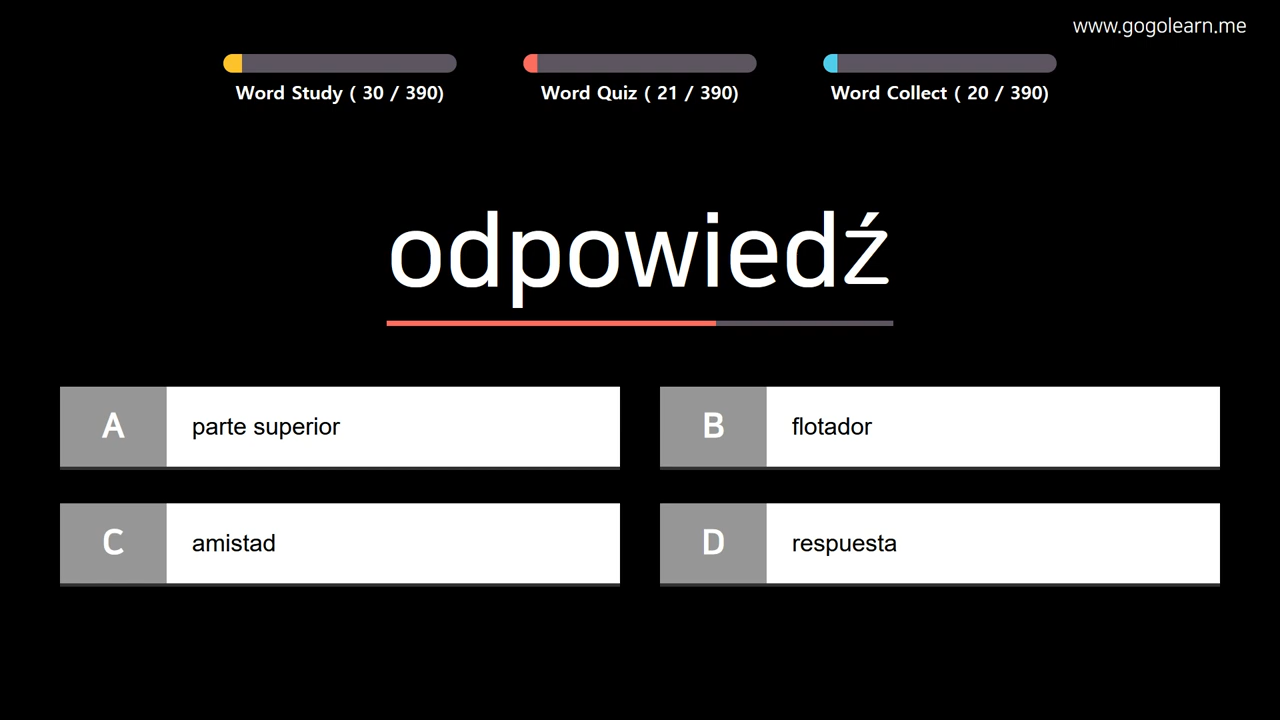 www.gogolearn.me
Word Study ( 30 / 390)
Word Quiz ( 21 / 390)
Word Collect ( 20 / 390)
odpowiedź
A parte superior
B flotador
C amistad
D respuesta